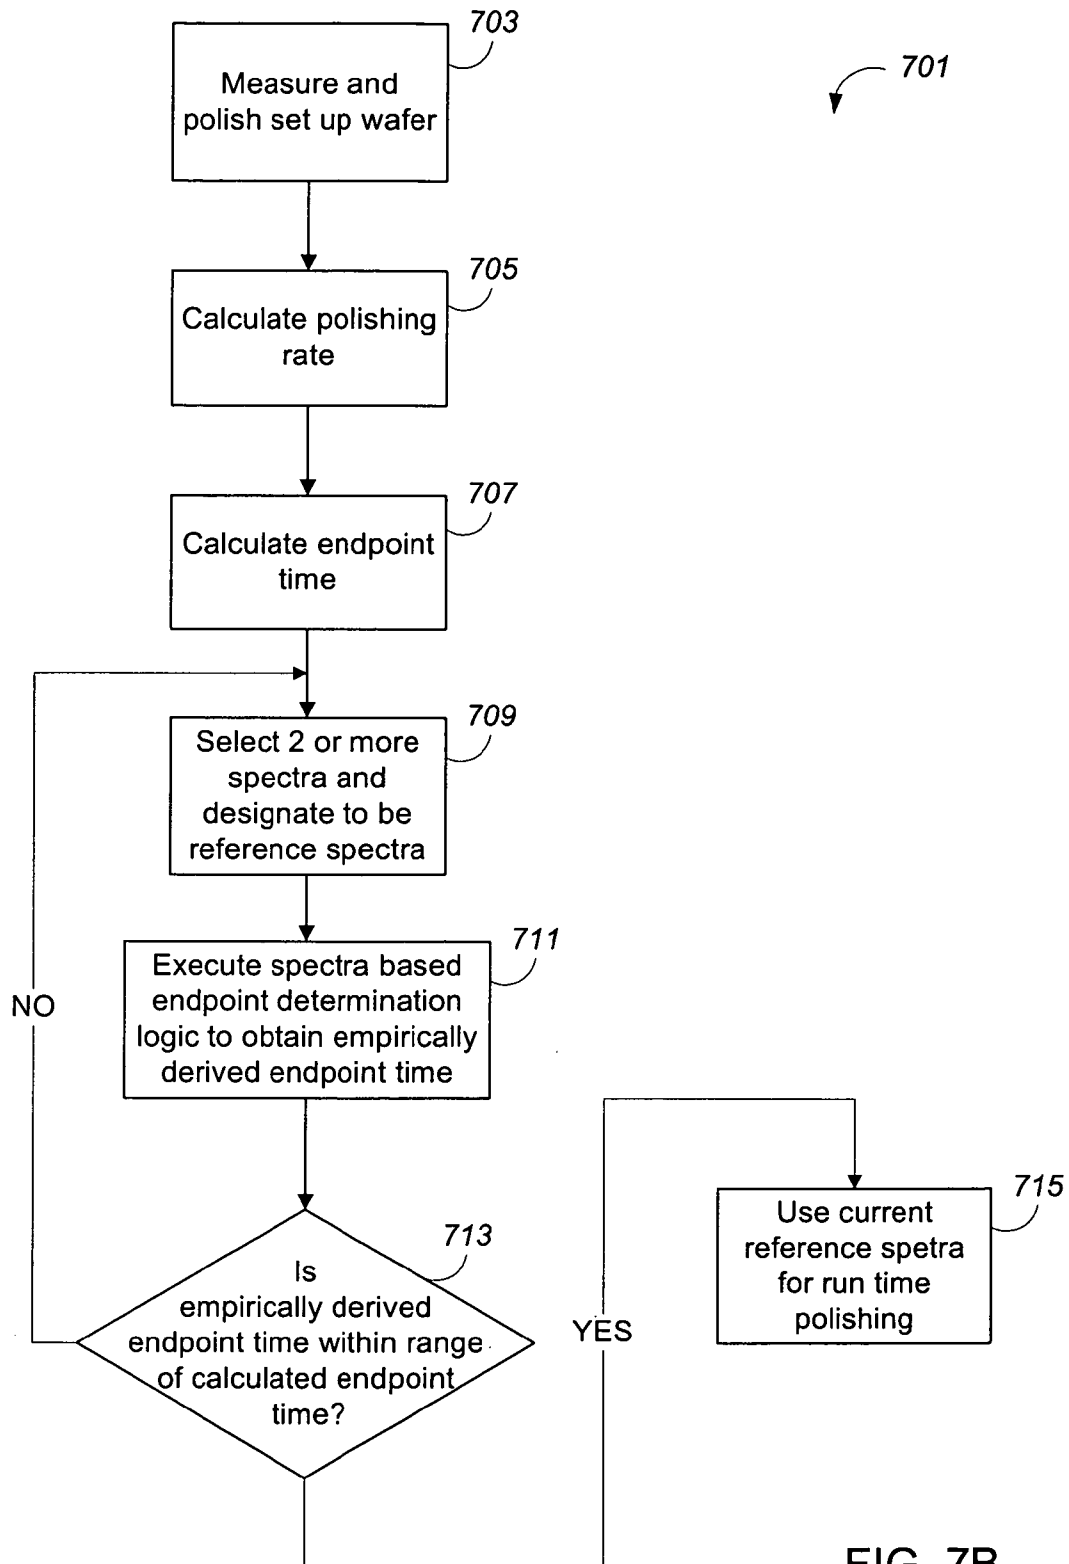 703
701
Measure and
polish set up wafer
705
Calculate polishing
rate
707
Calculate endpoint
time
709
Select 2 or more
spectra and
designate to be
reference spectra
711
Execute spectra based
endpoint determination
logic to obtain empirically
derived endpoint time
NO
713
Is
empirically derived
endpoint time within range
of calculated endpoint
time?
YES
715
Use current
reference spetra
for run time
polishing
FIG. 7B